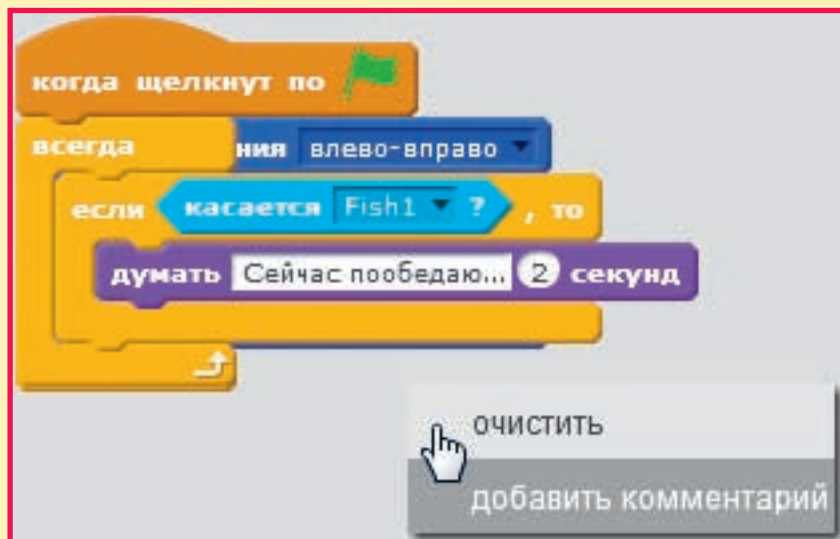 когда щелкнут по
всегда
ния влево-вправо
если касается Fish1 ? , то
думать Сейчас пообедаю... 2 секунд
очистить
добавить комментарий